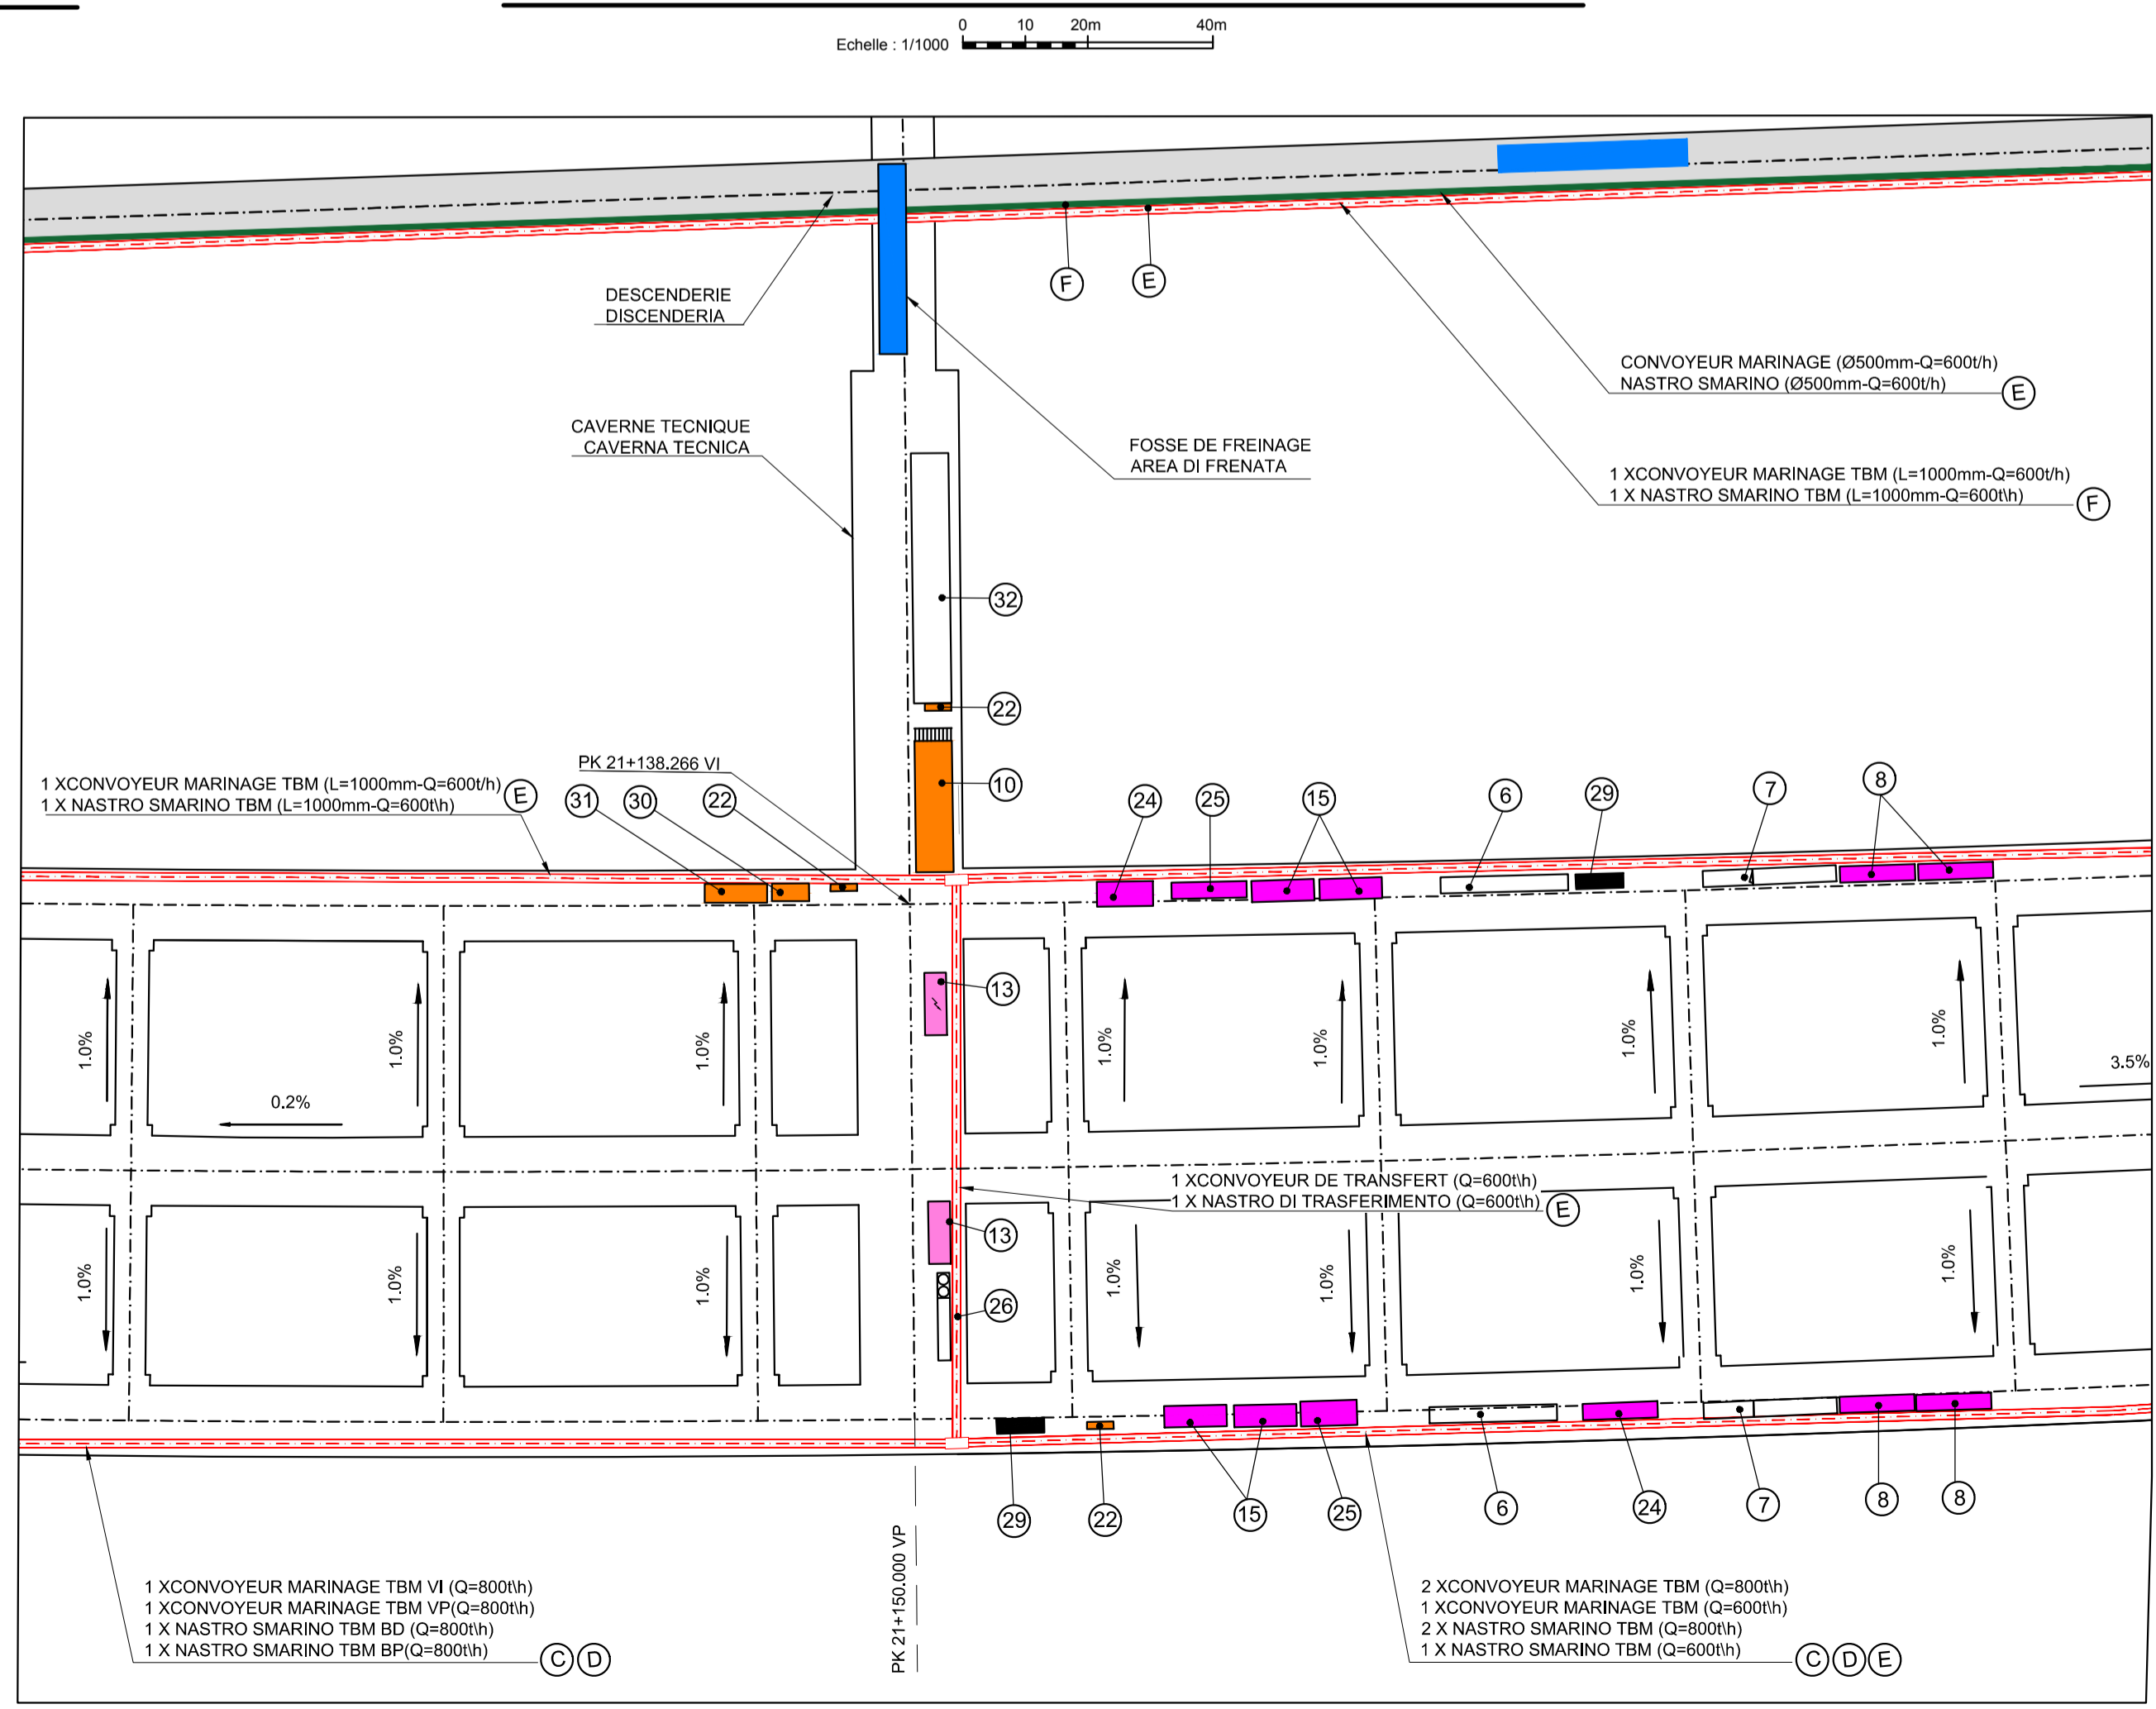 0 10 20m 40m
Echelle : 1/1000
F E
DESCENDERIE
DISCENDERIA
CONVOYEUR MARINAGE (Ø500mm-Q=600t/h)
NASTRO SMARINO (Ø500mm-Q=600t/h)
E
CAVERNE TECNIQUE
CAVERNA TECNICA
FOSSE DE FREINAGE
AREA DI FRENATA
1 XCONVOYEUR MARINAGE TBM (L=1000mm-Q=600t/h)
1 X NASTRO SMARINO TBM (L=1000mm-Q=600t\h)
F
32
22
10
PK 21+138.266 VI
1 XCONVOYEUR MARINAGE TBM (L=1000mm-Q=600t/h)
1 X NASTRO SMARINO TBM (L=1000mm-Q=600t\h)
E
31 30 22 24 25 15 6 29 7 8
13
1.0% 1.0% 1.0% 1.0% 1.0% 1.0% 1.0%
3.5%
0.2%
1 XCONVOYEUR DE TRANSFERT (Q=600t\h)
1 X NASTRO DI TRASFERIMENTO (Q=600t\h)
E
13
1.0% 1.0% 1.0% 1.0% 1.0% 1.0% 1.0%
26
29 22 15 25 6 24 7 8 8
PK 21+150.000 VP
1 XCONVOYEUR MARINAGE TBM VI (Q=800t\h)
1 XCONVOYEUR MARINAGE TBM VP(Q=800t\h)
1 X NASTRO SMARINO TBM BD (Q=800t\h)
1 X NASTRO SMARINO TBM BP(Q=800t\h)
C D
2 XCONVOYEUR MARINAGE TBM (Q=800t\h)
1 XCONVOYEUR MARINAGE TBM (Q=600t\h)
2 X NASTRO SMARINO TBM (Q=800t\h)
1 X NASTRO SMARINO TBM (Q=600t\h)
C D E